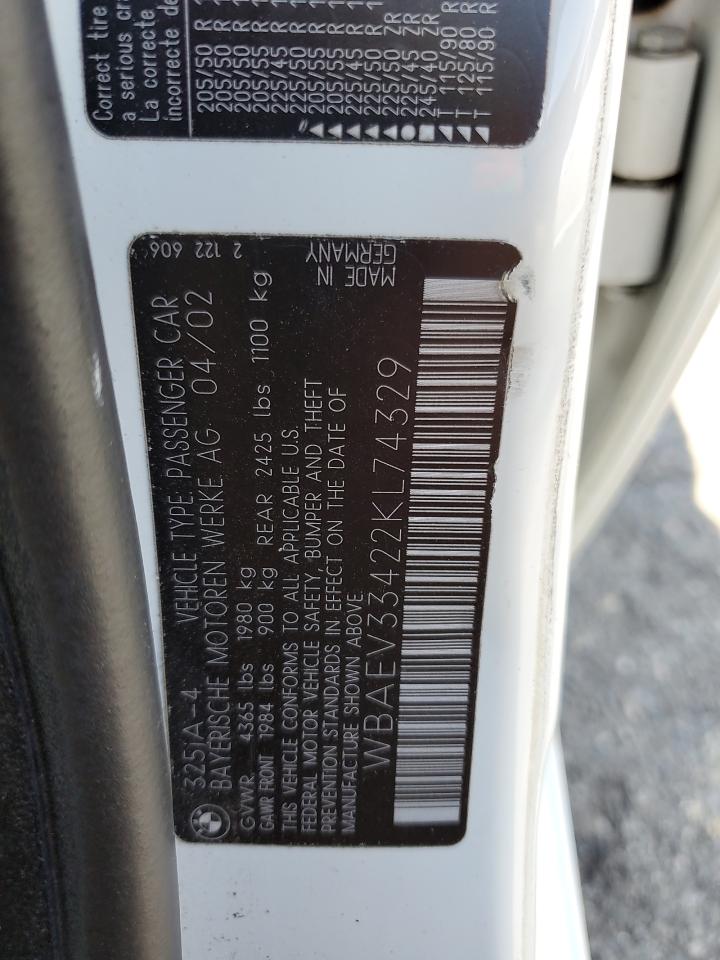 Correct tire
a serious cra
La correcte
incorrecte de
205/50 R
205/50 R
205/50 R
205/55 R
225/45 R
225/50 R
205/55 R
225/45 R
225/50 ZR
225/45 ZR
245/40 ZR
T 115/90 R
T 125/80 R
T 115/90 R
325iA-4 VEHICLE TYPE: PASSENGER CAR 2 122 606
BAYERISCHE MOTOREN WERKE AG 04/02
GVWR 4365 lbs 1980 kg
GAWR FRONT 1984 lbs 900 kg REAR 2425 lbs 1100 kg
THIS VEHICLE CONFORMS TO ALL APPLICABLE U.S.
FEDERAL MOTOR VEHICLE SAFETY, BUMPER AND THEFT
PREVENTION STANDARDS IN EFFECT ON THE DATE OF
MANUFACTURE SHOWN ABOVE.
MADE IN
GERMANY
WBAEV33422KL74329